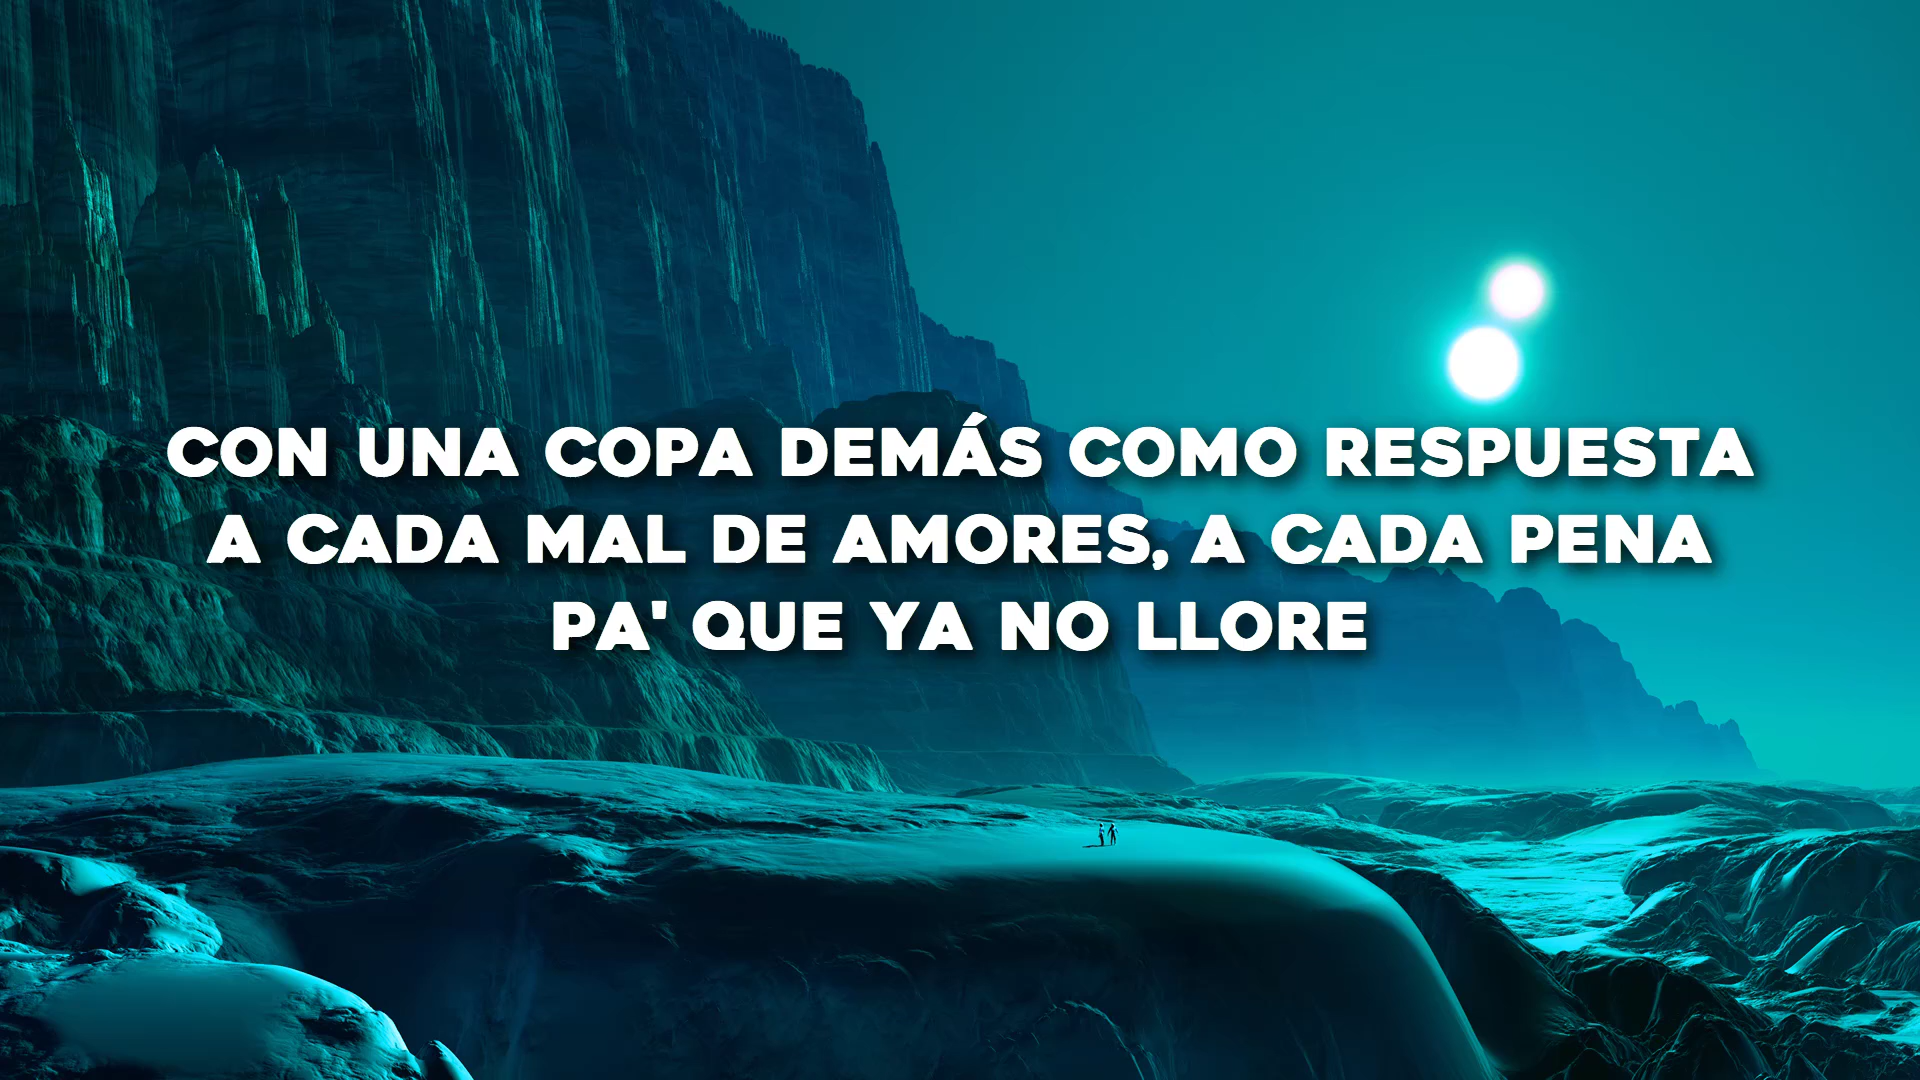 CON UNA COPA DEMÁS COMO RESPUESTA
A CADA MAL DE AMORES, A CADA PENA
PA' QUE YA NO LLORE